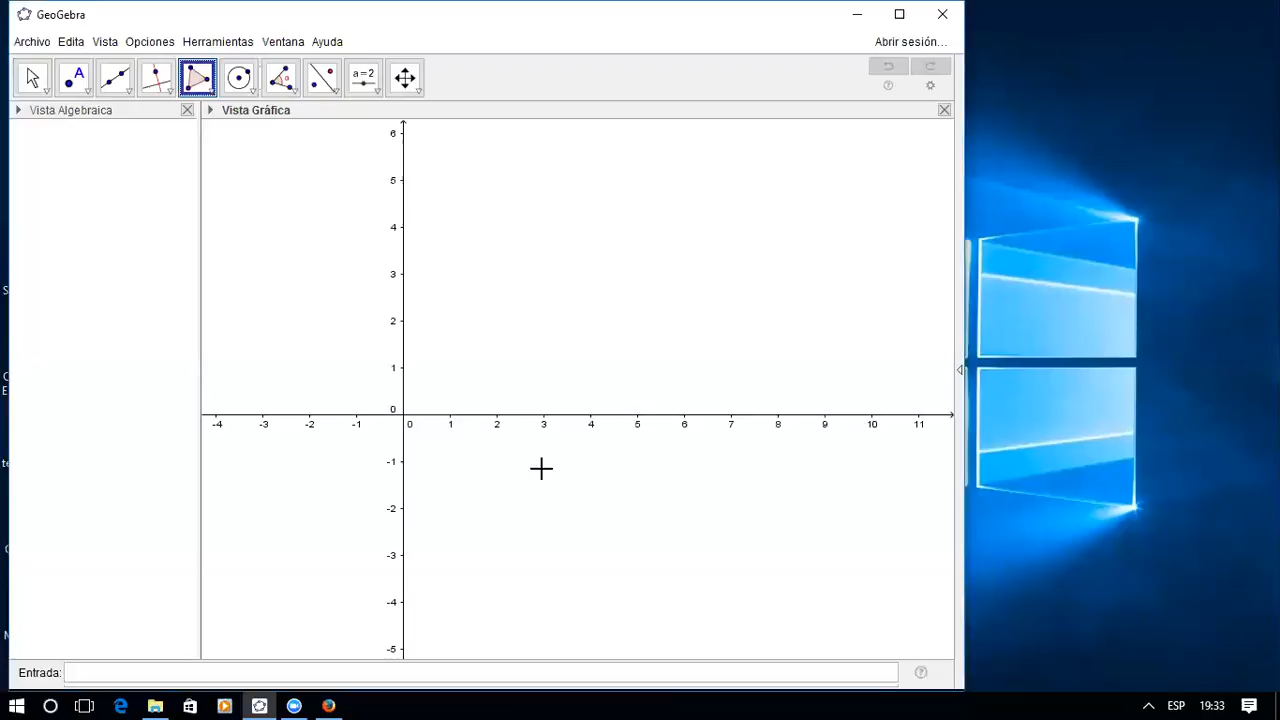 GeoGebra
Archivo Edita Vista Opciones Herramientas Ventana Ayuda Abrir sesión…
A a=2
Vista Algebraica Vista Gráfica
6
5
4
3
2
1
0
-4 -3 -2 -1 0 1 2 3 4 5 6 7 8 9 10 11
-1
-2
-3
-4
-5
Entrada:
ESP 19:33